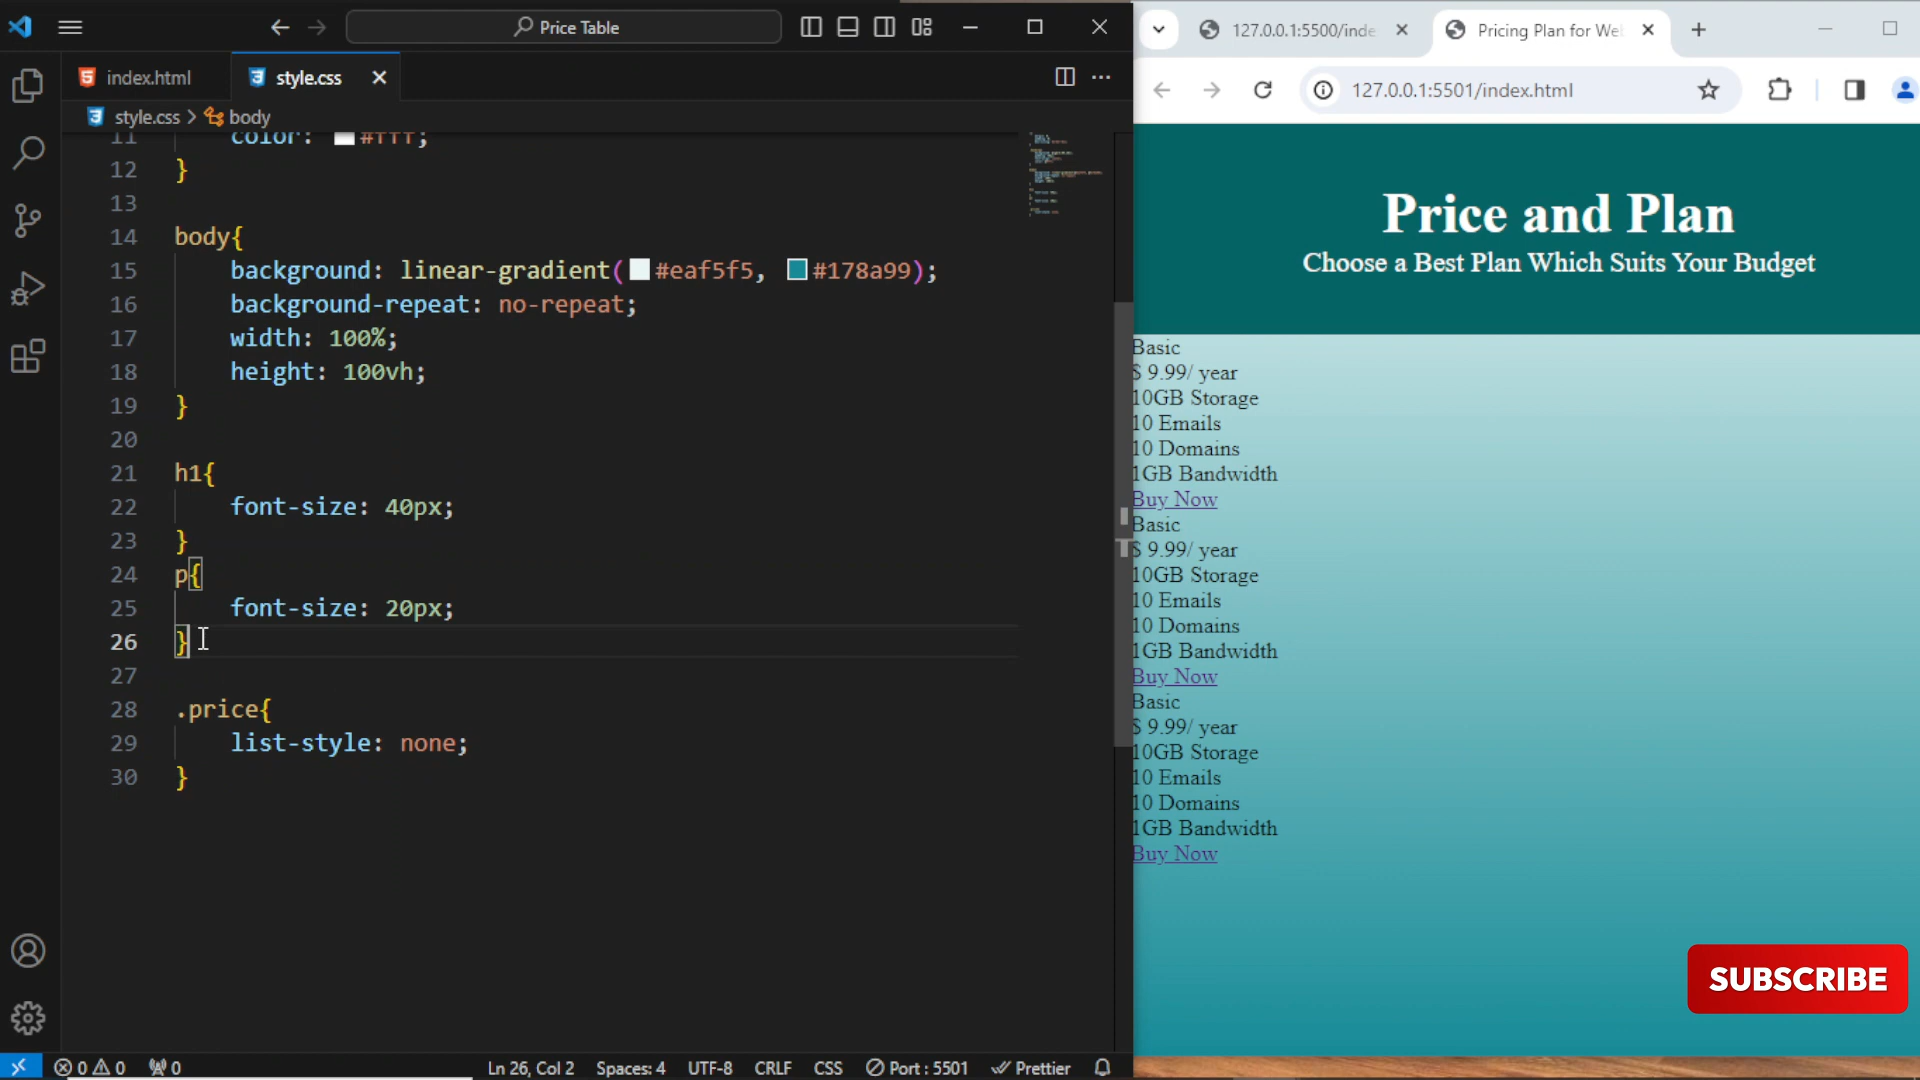 Price Table
index.html
style.css
style.css > body
11 color: #fff;
12 }
13
14 body{
15 background: linear-gradient(#eaf5f5, #178a99);
16 background-repeat: no-repeat;
17 width: 100%;
18 height: 100vh;
19 }
20
21 h1{
22 font-size: 40px;
23 }
24 p{
25 font-size: 20px;
26 }
27
28 .price{
29 list-style: none;
30 }
0 0 0 Ln 26, Col 2 Spaces: 4 UTF-8 CRLF CSS Port : 5501 Prettier
127.0.0.1:5500/inde
Pricing Plan for We
127.0.0.1:5501/index.html
Price and Plan
Choose a Best Plan Which Suits Your Budget
Basic
$ 9.99/ year
10GB Storage
10 Emails
10 Domains
1GB Bandwidth
Buy Now
Basic
$ 9.99/ year
10GB Storage
10 Emails
10 Domains
1GB Bandwidth
Buy Now
Basic
$ 9.99/ year
10GB Storage
10 Emails
10 Domains
1GB Bandwidth
Buy Now
SUBSCRIBE